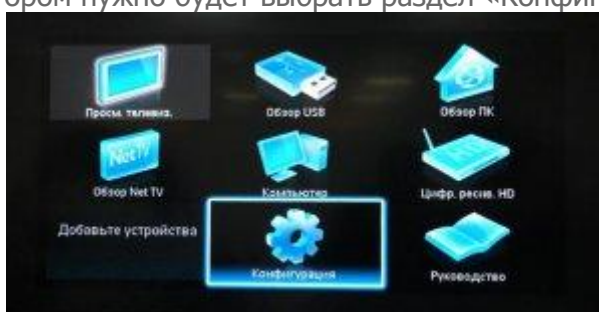 ором нужно будет выбрать раздел «Конфиг
Просм. телевиз.
Обзор USB
Обзор ПК
Net TV
Обзор Net TV
Компьютер
Цифр. ресив. HD
Добавьте устройства
Конфигурация
Руководство